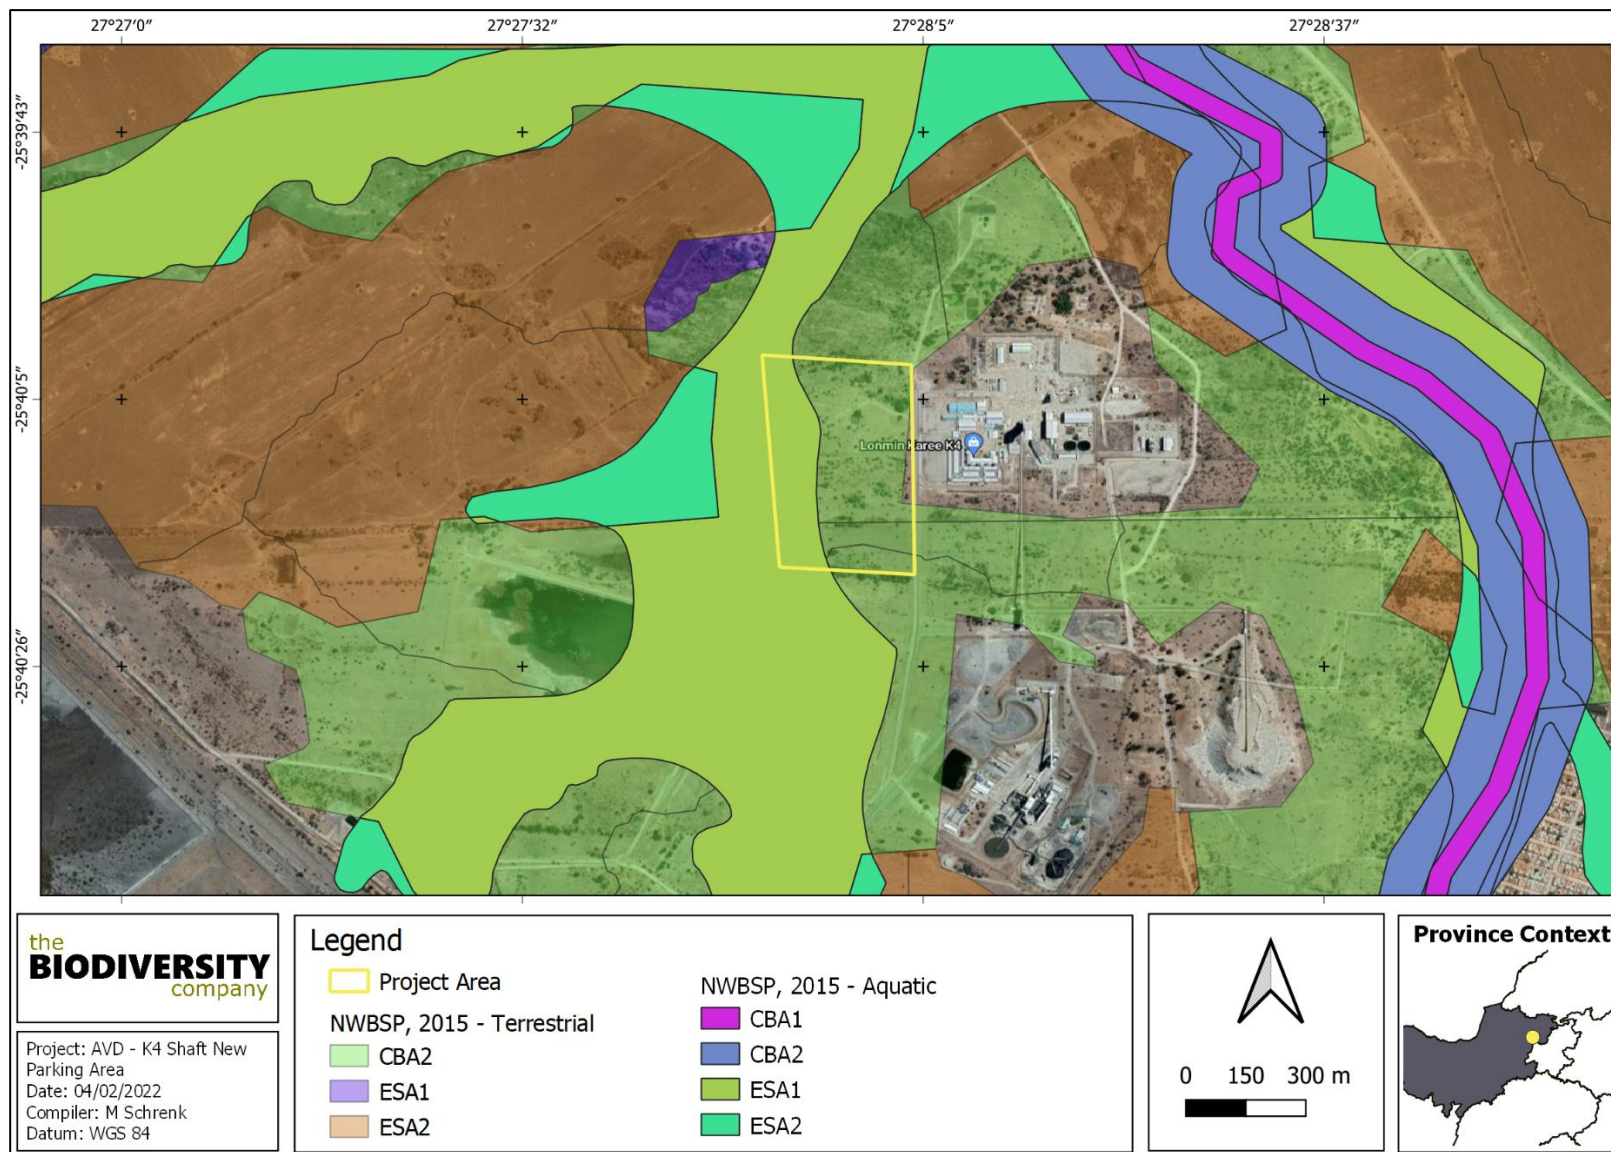 27°27'0"
27°27'32"
27°28'5"
27°28'37"
-25°39'43"
-25°40'5"
-25°40'26"
Lonmin Karee K4
the
BIODIVERSITY
company
Project: AVD - K4 Shaft New
Parking Area
Date: 04/02/2022
Compiler: M Schrenk
Datum: WGS 84
Legend
Project Area
NWBSP, 2015 - Terrestrial
CBA2
ESA1
ESA2
NWBSP, 2015 - Aquatic
CBA1
CBA2
ESA1
ESA2
0 150 300 m
Province Context